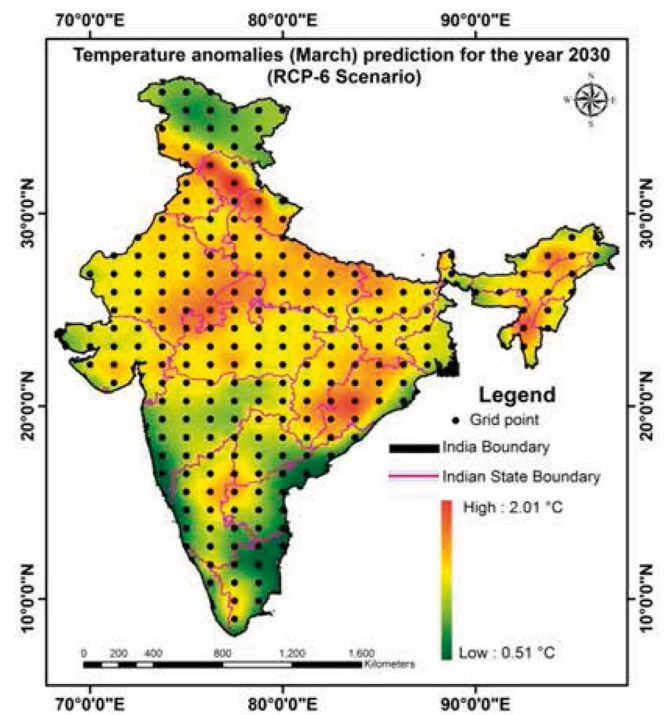 70°0'0"E 80°0'0"E 90°0'0"E
Temperature anomalies (March) prediction for the year 2030
(RCP-6 Scenario)
N
W E
S
30°0'0"N 30°0'0"N
20°0'0"N 20°0'0"N
Legend
Grid point
India Boundary
Indian State Boundary
High : 2.01 °C
10°0'0"N 10°0'0"N
Low : 0.51 °C
0 200 400 800 1,200 1,600
Kilometers
70°0'0"E 80°0'0"E 90°0'0"E